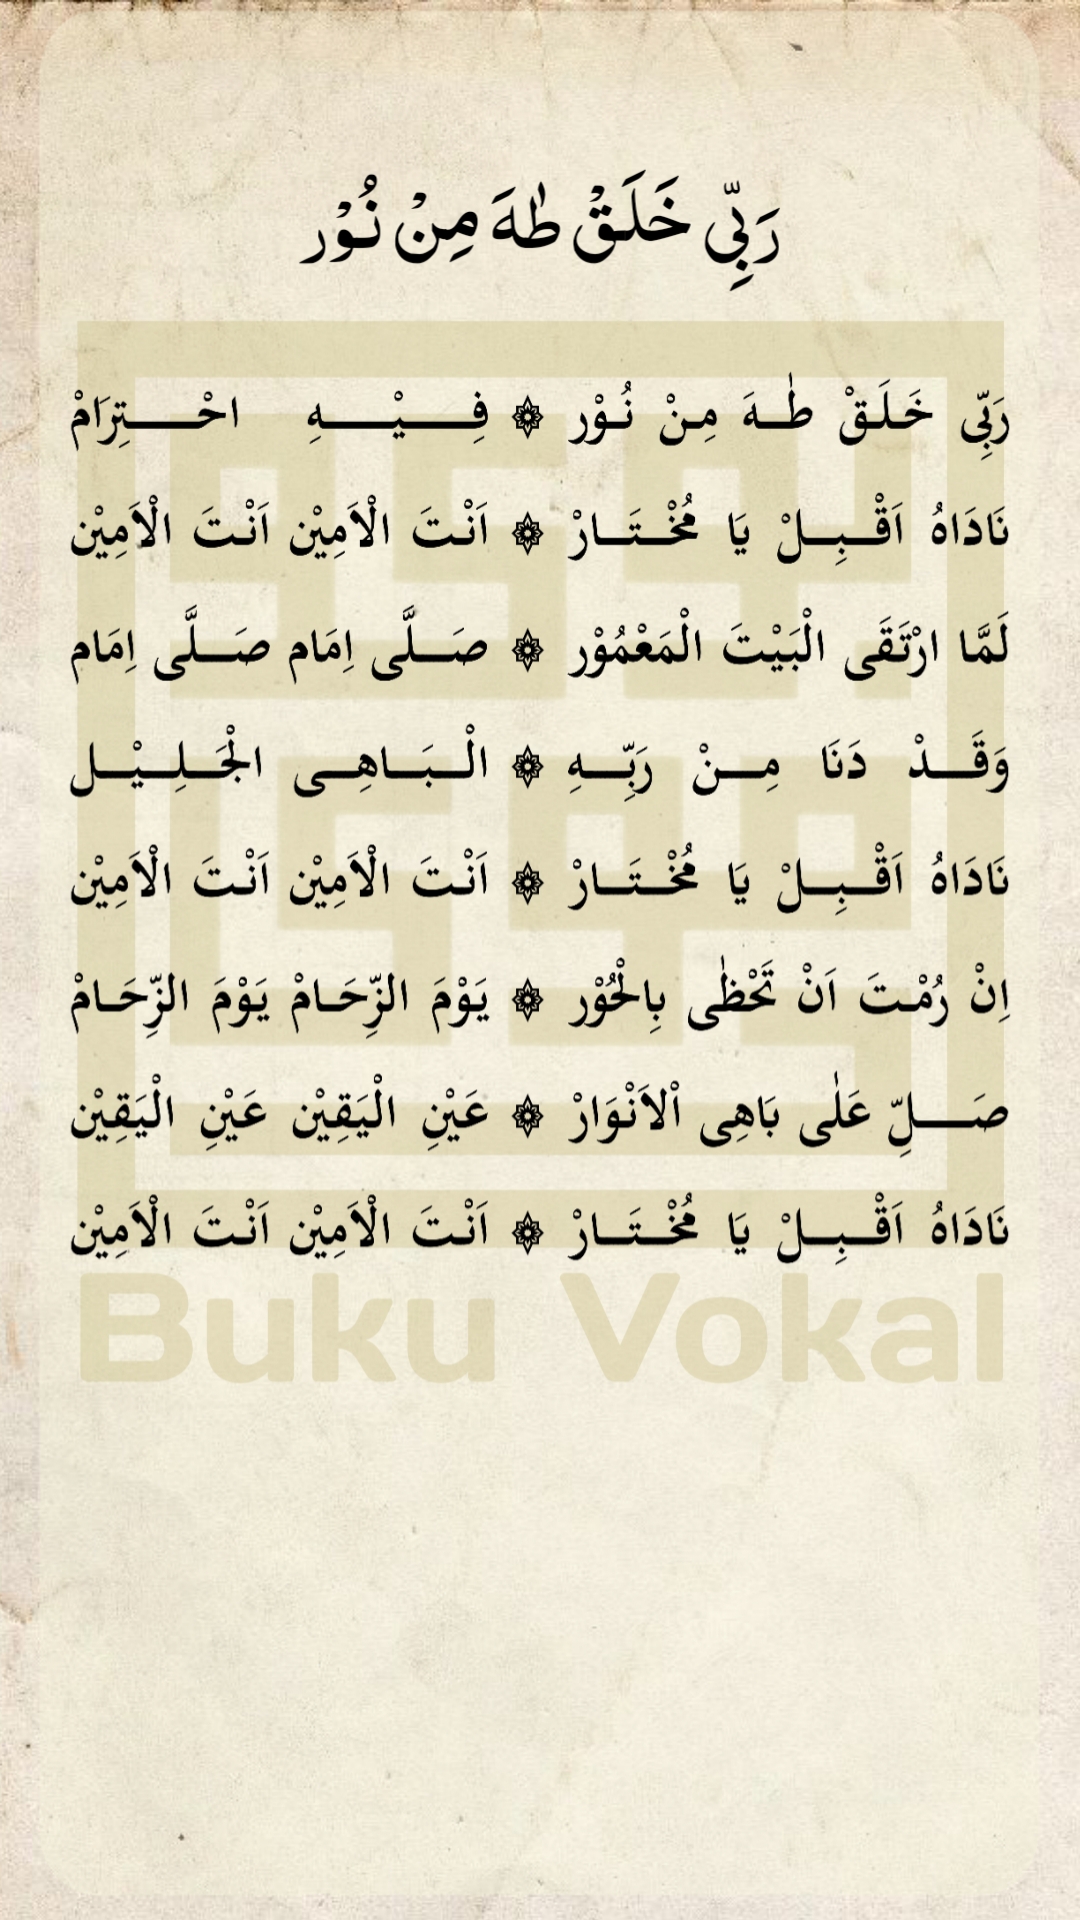 رَبِّى خَلَقْ طٰهَ مِنْ نُوْر
رَبِّى خَلَقْ طٰهَ مِنْ نُوْر ۞ فِيْهِ احْتِرَامْ
نَادَاهُ اَقْبِلْ يَا مُخْتَارْ ۞ اَنْتَ الْاَمِيْن اَنْتَ الْاَمِيْن
لَمَّا ارْتَقَى الْبَيْتَ الْمَعْمُوْر ۞ صَلَّى اِمَام صَلَّى اِمَام
وَقَدْ دَنَا مِنْ رَبِّهِ ۞ الْبَاهِى الْجَلِيْل
نَادَاهُ اَقْبِلْ يَا مُخْتَارْ ۞ اَنْتَ الْاَمِيْن اَنْتَ الْاَمِيْن
اِنْ رُمْتَ اَنْ تَحْظٰى بِالْحُوْر ۞ يَوْمَ الزِّحَامْ يَوْمَ الزِّحَامْ
صَلِّ عَلٰى بَاهِى اْلاَنْوَارْ ۞ عَيْنِ الْيَقِيْن عَيْنِ الْيَقِيْن
نَادَاهُ اَقْبِلْ يَا مُخْتَارْ ۞ اَنْتَ الْاَمِيْن اَنْتَ الْاَمِيْن
Buku Vokal